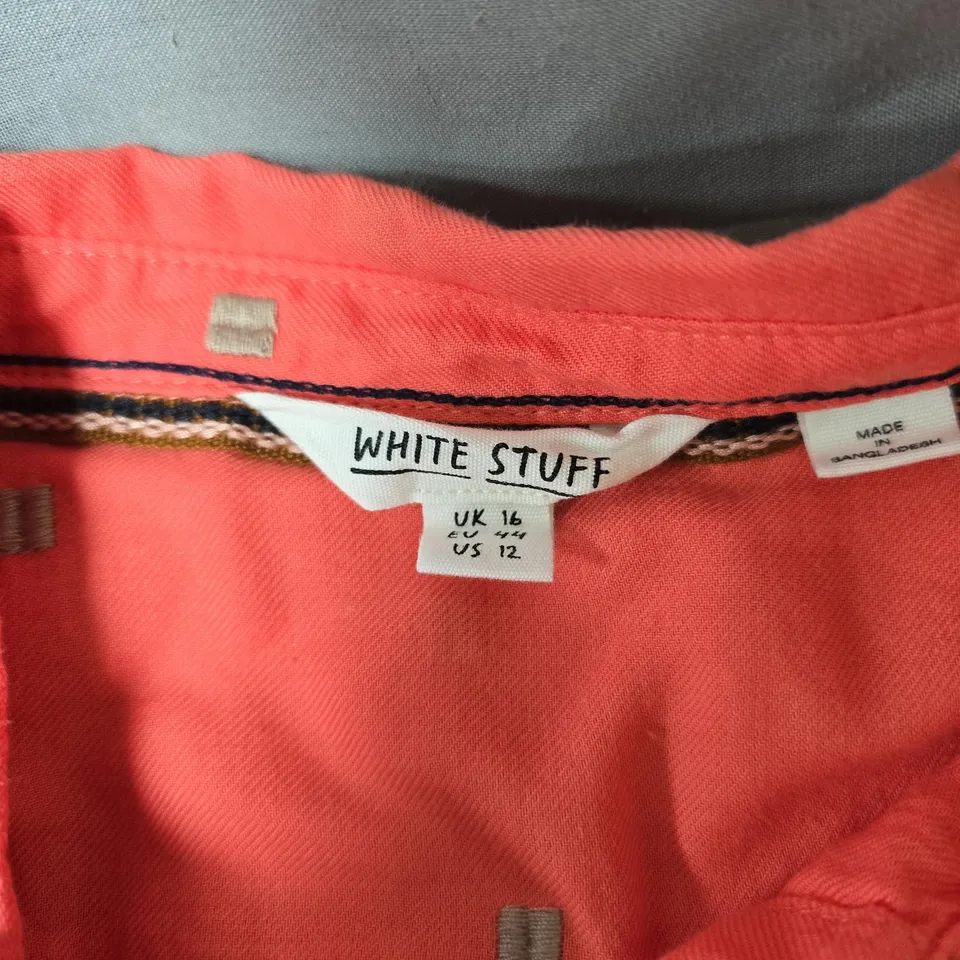 WHITE STUFF
UK 16
EU 44
US 12
MADE
IN
BANGLADESH